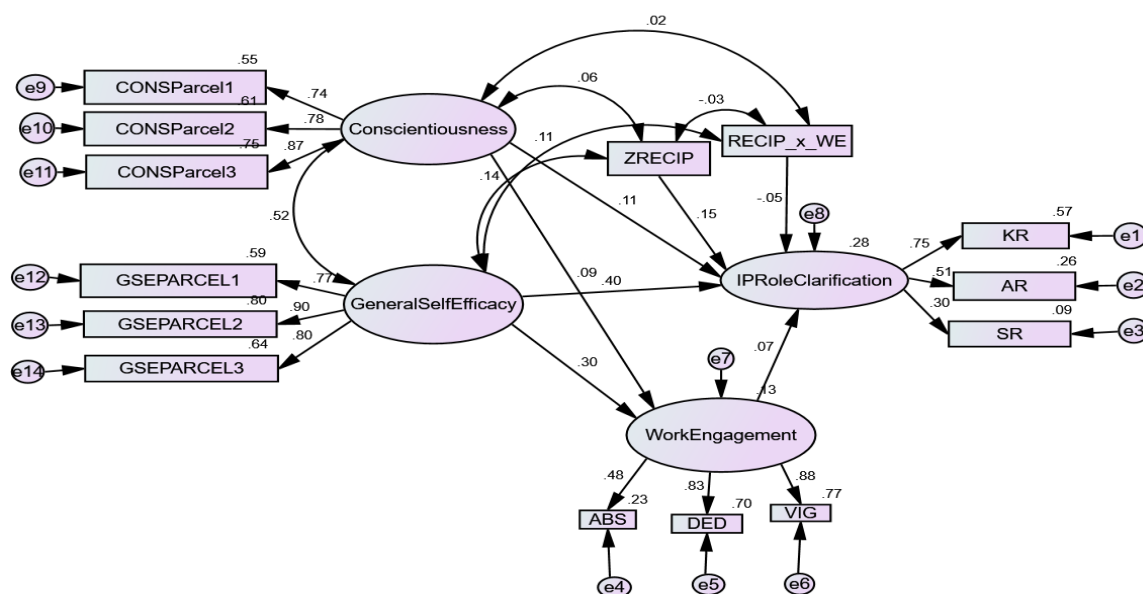 .02
.55
e9
CONSParcel1
.74
.06
.61
-.03
e10
CONSParcel2
.78
Conscientiousness
.11
RECIP_x_WE
.75
.87
ZRECIP
e11
CONSParcel3
.14
.11
.52
.15
-.05
e8
.57
KR
e1
.59
.28
.75
e12
GSEPARCEL1
.77
.09
.40
IPRoleClarification
.51
.26
AR
e2
.80
.90
GeneralSelfEfficacy
.30
.09
e13
GSEPARCEL2
SR
e3
.64
.80
e14
GSEPARCEL3
.30
e7
.07
.13
WorkEngagement
.48
.83
.88
.23
.70
.77
ABS
DED
VIG
e4
e5
e6